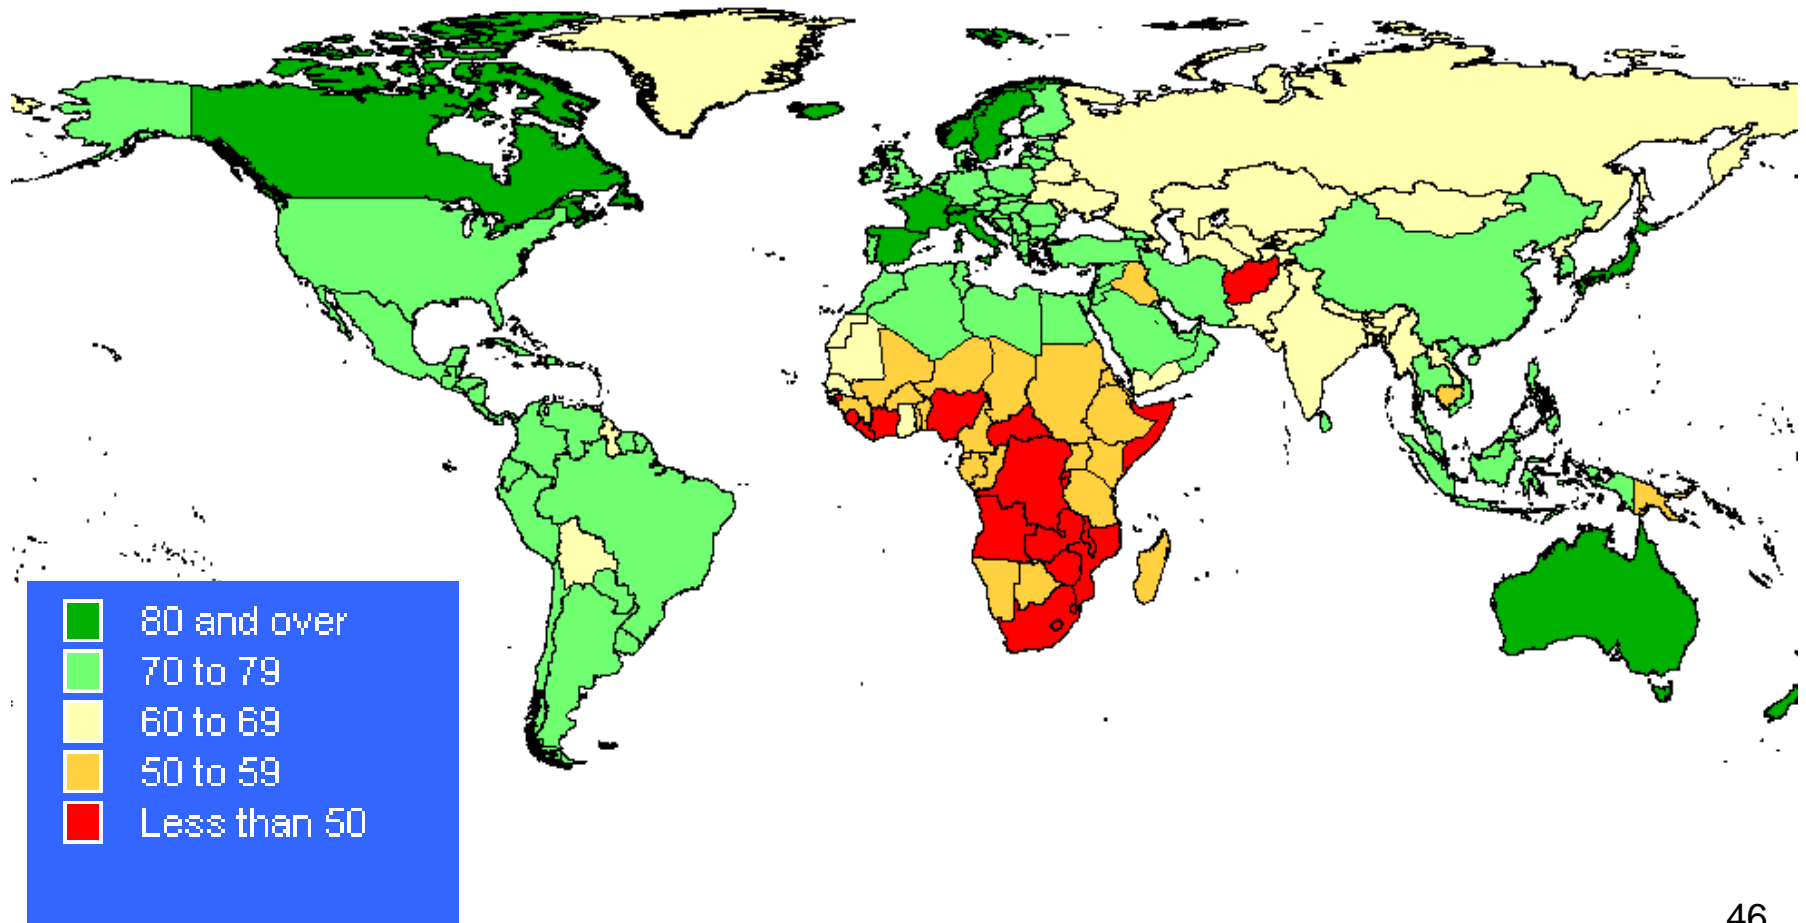 80 and over
70 to 79
60 to 69
50 to 59
Less than 50
46